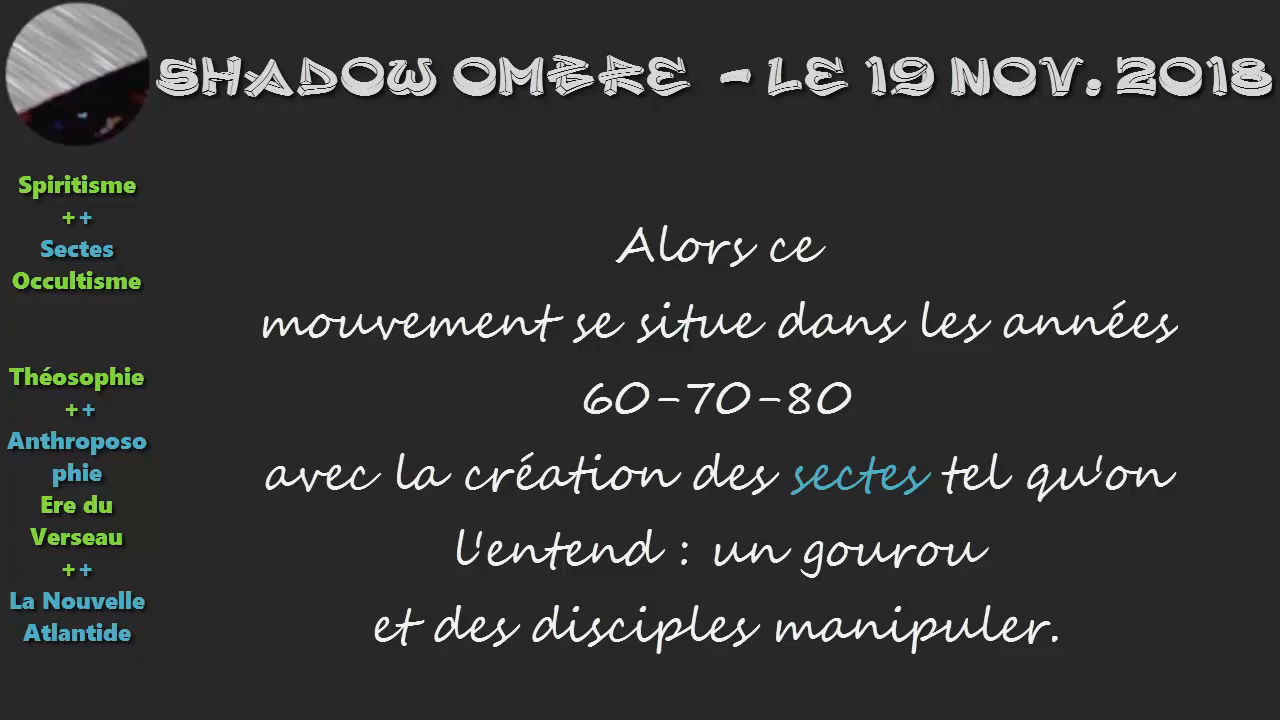 SHADOW OMBRE - LE 19 NOV. 2018
Spiritisme
++
Sectes
Occultisme
Théosophie
++
Anthroposo
phie
Ere du
Verseau
++
La Nouvelle
Atlantide
Alors ce
mouvement se situe dans les années
60-70-80
avec la création des sectes tel qu'on
l'entend : un gourou
et des disciples manipuler.